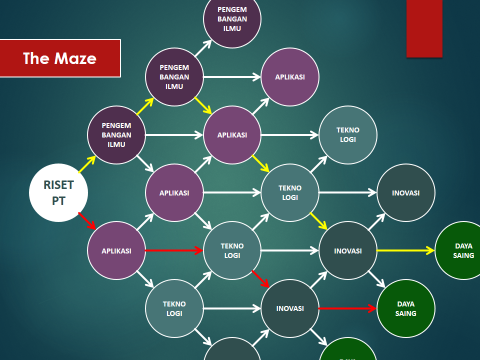 The Maze
PENGEM
BANGAN
ILMU
PENGEM
BANGAN
ILMU
APLIKASI
PENGEM
BANGAN
ILMU
APLIKASI
TEKNO
LOGI
RISET
PT
APLIKASI
TEKNO
LOGI
INOVASI
APLIKASI
TEKNO
LOGI
INOVASI
DAYA
SAING
TEKNO
LOGI
INOVASI
DAYA
SAING